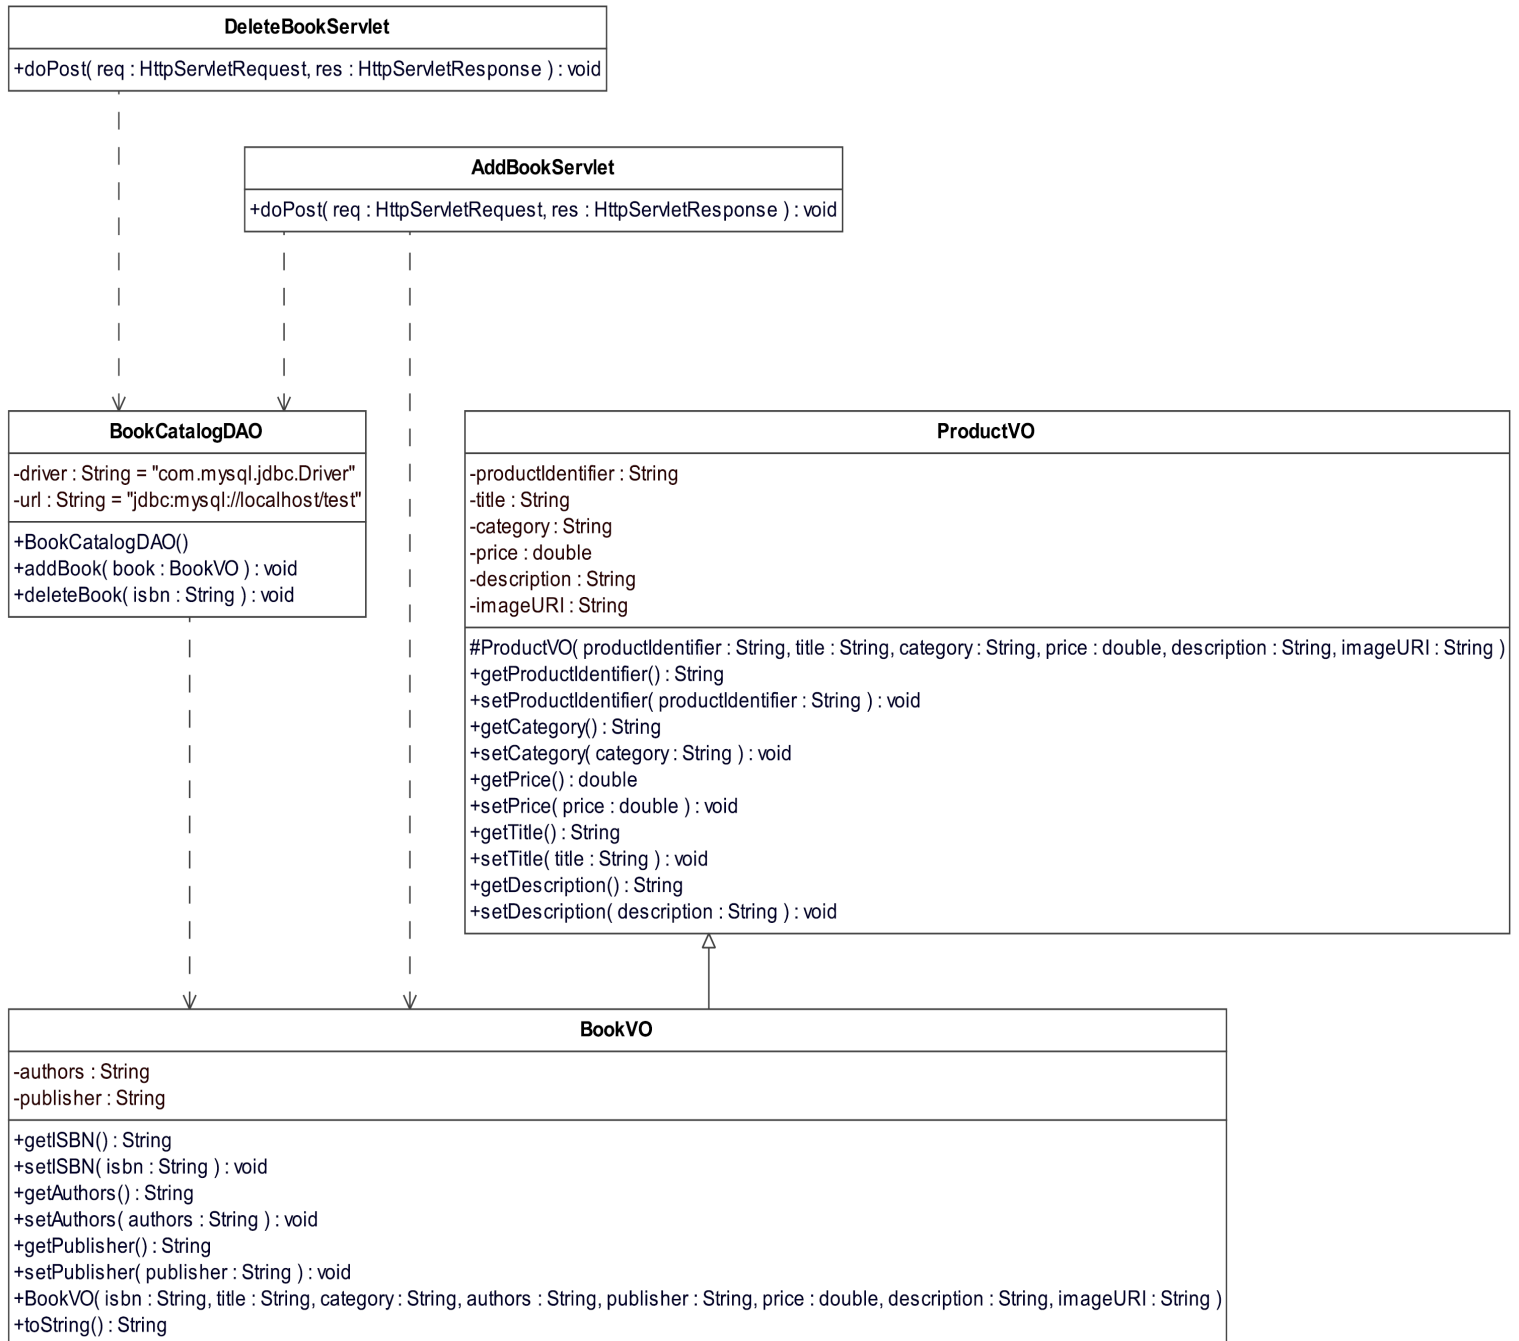 DeleteBookServlet
+doPost( req : HttpServletRequest, res : HttpServletResponse ) : void
AddBookServlet
+doPost( req : HttpServletRequest, res : HttpServletResponse ) : void
BookCatalogDAO
-driver : String = "com.mysql.jdbc.Driver"
-url : String = "jdbc:mysql://localhost/test"
+BookCatalogDAO()
+addBook( book : BookVO ) : void
+deleteBook( isbn : String ) : void
ProductVO
-productIdentifier : String
-title : String
-category : String
-price : double
-description : String
-imageURI : String
#ProductVO( productIdentifier : String, title : String, category : String, price : double, description : String, imageURI : String )
+getProductIdentifier() : String
+setProductIdentifier( productIdentifier : String ) : void
+getCategory() : String
+setCategory( category : String ) : void
+getPrice() : double
+setPrice( price : double ) : void
+getTitle() : String
+setTitle( title : String ) : void
+getDescription() : String
+setDescription( description : String ) : void
BookVO
-authors : String
-publisher : String
+getISBN() : String
+setISBN( isbn : String ) : void
+getAuthors() : String
+setAuthors( authors : String ) : void
+getPublisher() : String
+setPublisher( publisher : String ) : void
+BookVO( isbn : String, title : String, category : String, authors : String, publisher : String, price : double, description : String, imageURI : String )
+toString() : String